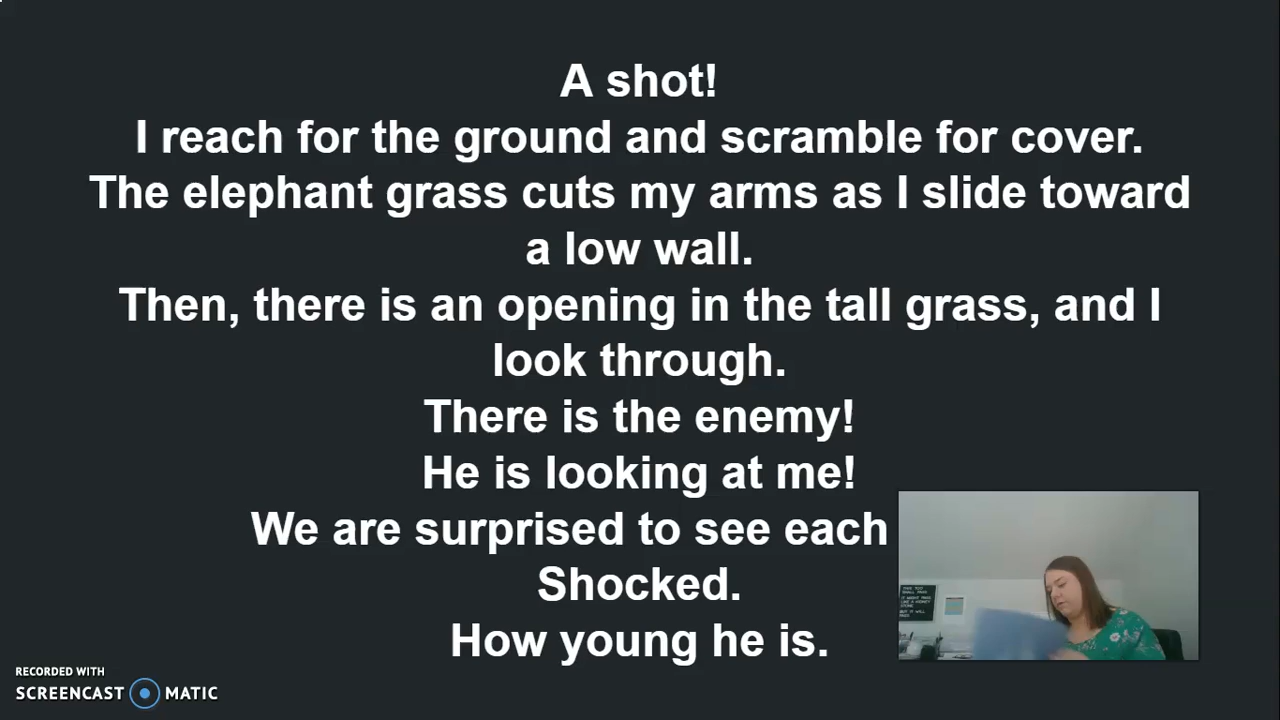 A shot!
I reach for the ground and scramble for cover.
The elephant grass cuts my arms as I slide toward
a low wall.
Then, there is an opening in the tall grass, and I
look through.
There is the enemy!
He is looking at me!
We are surprised to see each
Shocked.
How young he is.
RECORDED WITH
SCREENCAST MATIC